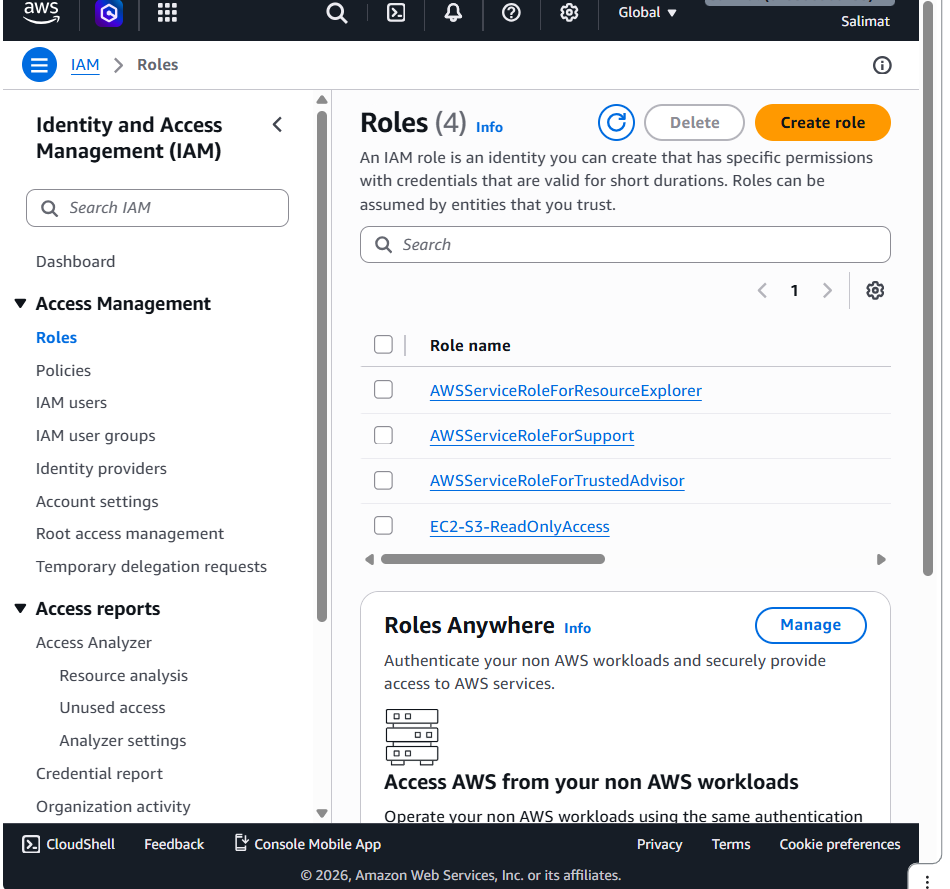 aws
Global ▼
Salimat
IAM > Roles
Identity and Access
Management (IAM)
Search IAM
Dashboard
Access Management
Roles
Policies
IAM users
IAM user groups
Identity providers
Account settings
Root access management
Temporary delegation requests
Access reports
Access Analyzer
Resource analysis
Unused access
Analyzer settings
Credential report
Organization activity
Roles (4) Info
Delete
Create role
An IAM role is an identity you can create that has specific permissions
with credentials that are valid for short durations. Roles can be
assumed by entities that you trust.
Search
1
Role name
AWSServiceRoleForResourceExplorer
AWSServiceRoleForSupport
AWSServiceRoleForTrustedAdvisor
EC2-S3-ReadOnlyAccess
Roles Anywhere Info
Manage
Authenticate your non AWS workloads and securely provide
access to AWS services.
Access AWS from your non AWS workloads
Operate your non AWS workloads using the same authentication
CloudShell Feedback Console Mobile App Privacy Terms Cookie preferences
© 2026, Amazon Web Services, Inc. or its affiliates.